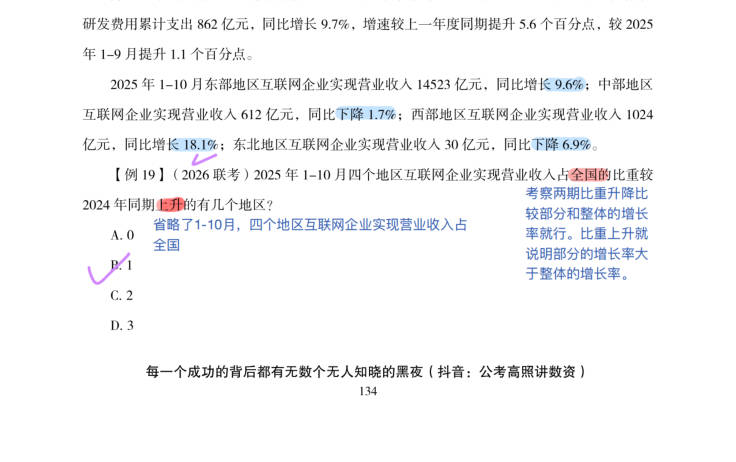 研发费用累计支出 862 亿元，同比增长 9.7%，增速较上一年度同期提升 5.6 个百分点，较 2025
年 1-9 月提升 1.1 个百分点。
2025 年 1-10 月东部地区互联网企业实现营业收入 14523 亿元，同比增长 9.6%；中部地区
互联网企业实现营业收入 612 亿元，同比下降 1.7%；西部地区互联网企业实现营业收入 1024
亿元，同比增长 18.1%；东北地区互联网企业实现营业收入 30 亿元，同比下降 6.9%。
【例 19】（2026 联考）2025 年 1-10 月四个地区互联网企业实现营业收入占全国的比重较
2024 年同期上升的有几个地区？
考察两期比重升降比
较部分和整体的增长
率就行。比重上升就
说明部分的增长率大
于整体的增长率。
省略了1-10月，四个地区互联网企业实现营业收入占
全国
A. 0
B. 1
C. 2
D. 3
每一个成功的背后都有无数个无人知晓的黑夜（抖音：公考高照讲数资）
134